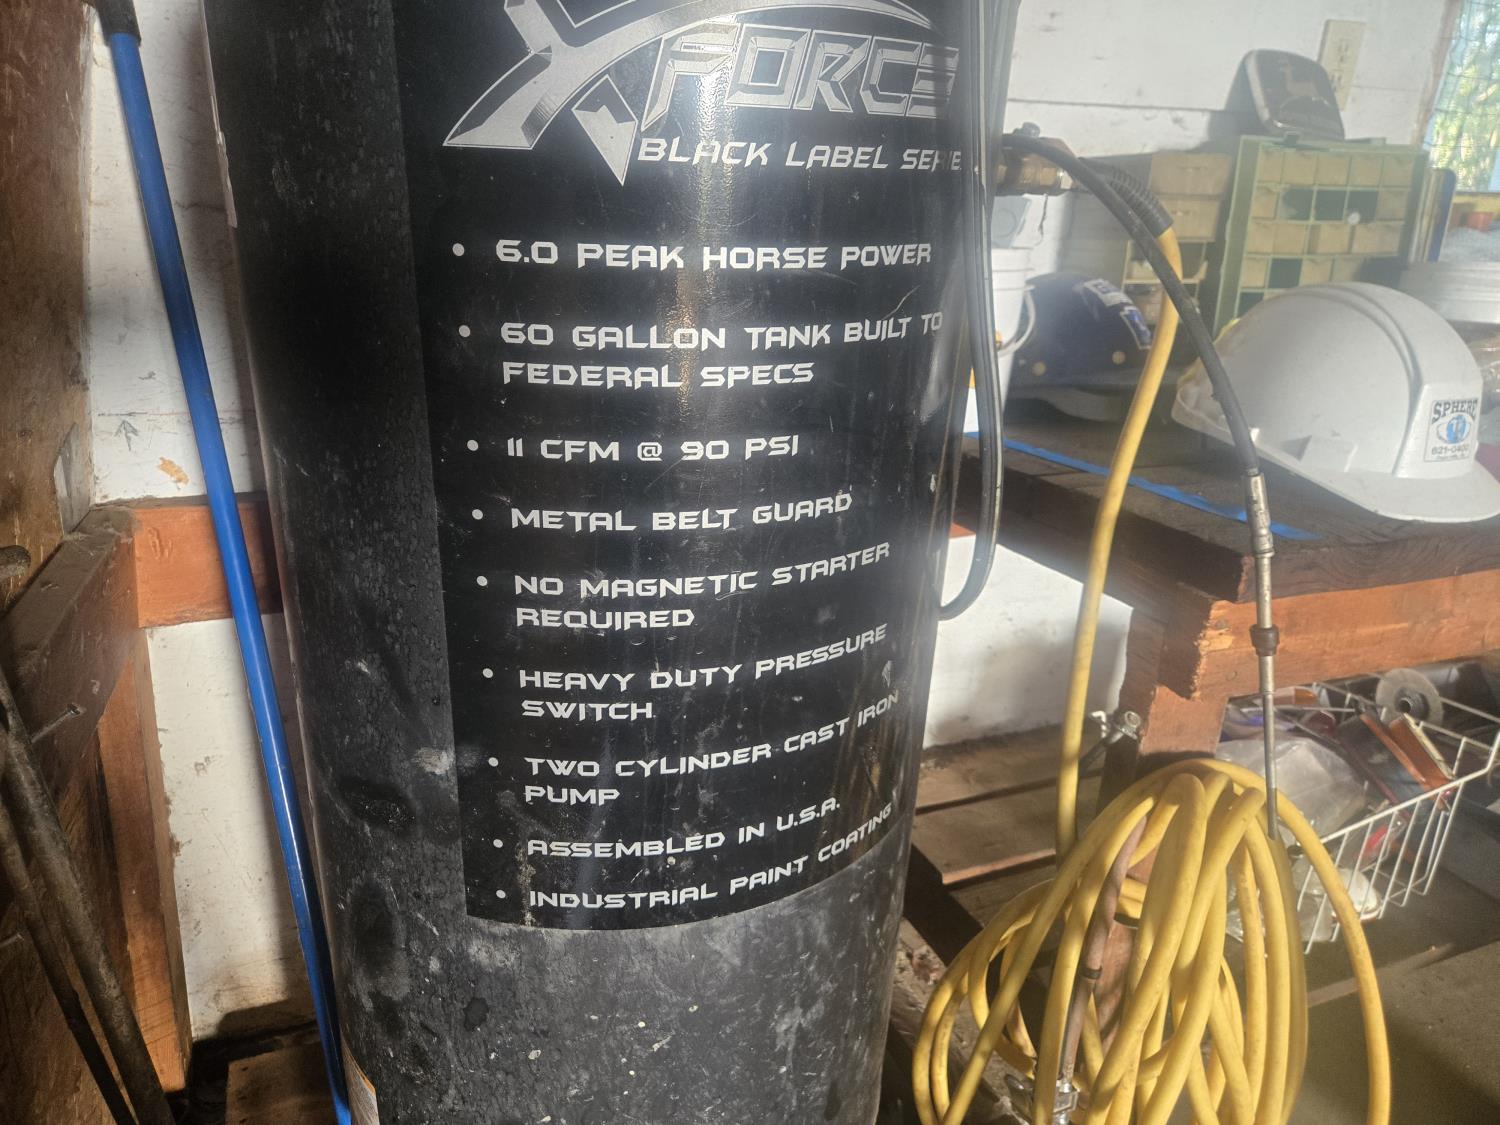 X FORCE
BLACK LABEL SERIE
• 6.0 PEAK HORSE POWER
• 60 GALLON TANK BUILT TO
FEDERAL SPECS
• 11 CFM @ 90 PSI
• METAL BELT GUARD
• NO MAGNETIC STARTER
REQUIRED
• HEAVY DUTY PRESSURE
SWITCH
• TWO CYLINDER CAST IRON
PUMP
• ASSEMBLED IN U.S.A.
• INDUSTRIAL PAINT COATING
SPHERE